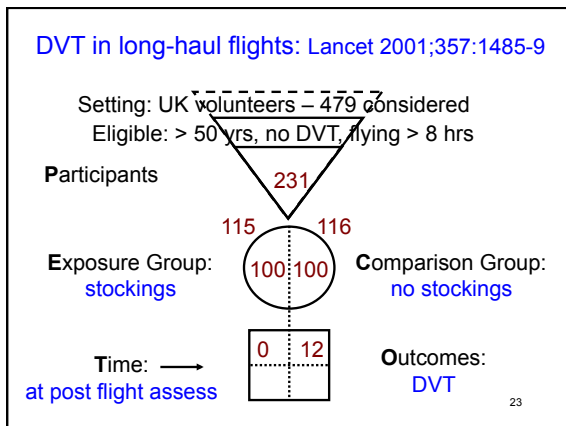 DVT in long-haul flights: Lancet 2001;357:1485-9
Setting: UK volunteers – 479 considered
Eligible: > 50 yrs, no DVT, flying > 8 hrs
Participants
231
115 116
Exposure Group:
stockings
100 100
Comparison Group:
no stockings
0 12
Time:
at post flight assess
Outcomes:
DVT
23